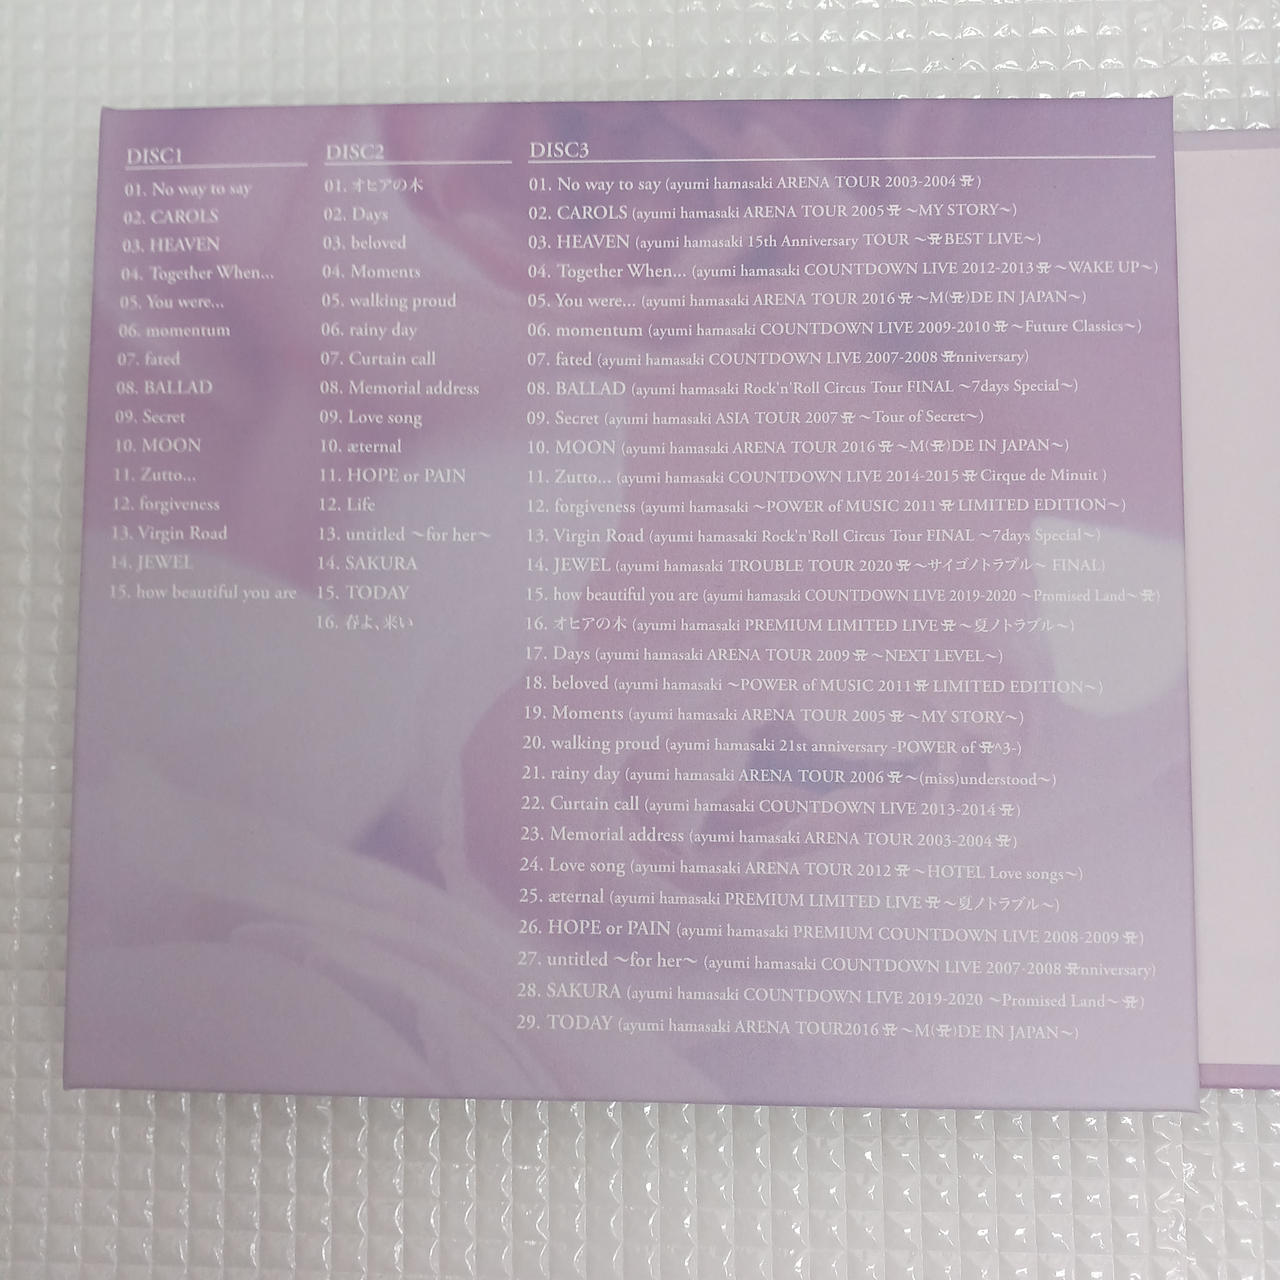 DISC1
01. No way to say
02. CAROLS
03. HEAVEN
04. Together When...
05. You were...
06. momentum
07. fated
08. BALLAD
09. Secret
10. MOON
11. Zutto...
12. forgiveness
13. Virgin Road
14. JEWEL
15. how beautiful you are
DISC2
01. オヒアの木
02. Days
03. beloved
04. Moments
05. walking proud
06. rainy day
07. Curtain call
08. Memorial address
09. Love song
10. æternal
11. HOPE or PAIN
12. Life
13. untitled ～for her～
14. SAKURA
15. TODAY
16. 春よ、来い
DISC3
01. No way to say (ayumi hamasaki ARENA TOUR 2003-2004 A)
02. CAROLS (ayumi hamasaki ARENA TOUR 2005 A ～MY STORY～)
03. HEAVEN (ayumi hamasaki 15th Anniversary TOUR ～A BEST LIVE～)
04. Together When... (ayumi hamasaki COUNTDOWN LIVE 2012-2013 A ～WAKE UP～)
05. You were... (ayumi hamasaki ARENA TOUR 2016 A ～M(A)DE IN JAPAN～)
06. momentum (ayumi hamasaki COUNTDOWN LIVE 2009-2010 A ～Future Classics～)
07. fated (ayumi hamasaki COUNTDOWN LIVE 2007-2008 Anniversary)
08. BALLAD (ayumi hamasaki Rock'n'Roll Circus Tour FINAL ～7days Special～)
09. Secret (ayumi hamasaki ASIA TOUR 2007 A ～Tour of Secret～)
10. MOON (ayumi hamasaki ARENA TOUR 2016 A ～M(A)DE IN JAPAN～)
11. Zutto... (ayumi hamasaki COUNTDOWN LIVE 2014-2015 A Cirque de Minuit )
12. forgiveness (ayumi hamasaki ～POWER of MUSIC 2011 A LIMITED EDITION～)
13. Virgin Road (ayumi hamasaki Rock'n'Roll Circus Tour FINAL ～7days Special～)
14. JEWEL (ayumi hamasaki TROUBLE TOUR 2020 A ～サイゴノトラブル～ FINAL)
15. how beautiful you are (ayumi hamasaki COUNTDOWN LIVE 2019-2020 ～Promised Land～ A)
16. オヒアの木 (ayumi hamasaki PREMIUM LIMITED LIVE A ～夏ノトラブル～)
17. Days (ayumi hamasaki ARENA TOUR 2009 A ～NEXT LEVEL～)
18. beloved (ayumi hamasaki ～POWER of MUSIC 2011 A LIMITED EDITION～)
19. Moments (ayumi hamasaki ARENA TOUR 2005 A ～MY STORY～)
20. walking proud (ayumi hamasaki 21st anniversary -POWER of A^3-)
21. rainy day (ayumi hamasaki ARENA TOUR 2006 A ～(miss)understood～)
22. Curtain call (ayumi hamasaki COUNTDOWN LIVE 2013-2014 A)
23. Memorial address (ayumi hamasaki ARENA TOUR 2003-2004 A)
24. Love song (ayumi hamasaki ARENA TOUR 2012 A ～HOTEL Love songs～)
25. æternal (ayumi hamasaki PREMIUM LIMITED LIVE A ～夏ノトラブル～)
26. HOPE or PAIN (ayumi hamasaki PREMIUM COUNTDOWN LIVE 2008-2009 A)
27. untitled ～for her～ (ayumi hamasaki COUNTDOWN LIVE 2007-2008 Anniversary)
28. SAKURA (ayumi hamasaki COUNTDOWN LIVE 2019-2020 ～Promised Land～ A)
29. TODAY (ayumi hamasaki ARENA TOUR2016 A ～M(A)DE IN JAPAN～)